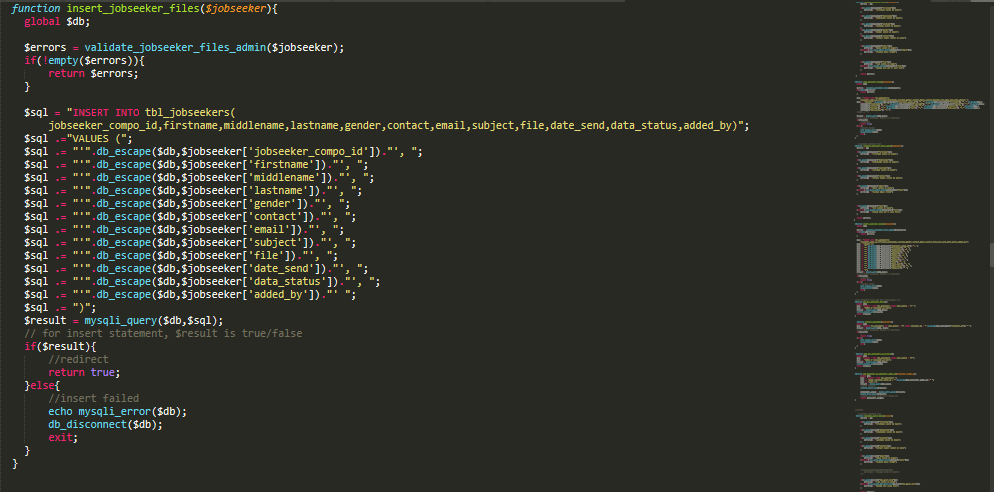 function insert_jobseeker_files($jobseeker){
global $db;
$errors = validate_jobseeker_files_admin($jobseeker);
if(!empty($errors)){
return $errors;
}
$sql = "INSERT INTO tbl_jobseekers(
jobseeker_compo_id,firstname,middlename,lastname,gender,contact,email,subject,file,date_send,data_status,added_by)";
$sql .="VALUES (";
$sql .= "'".db_escape($db,$jobseeker['jobseeker_compo_id'])."', ";
$sql .= "'".db_escape($db,$jobseeker['firstname'])."', ";
$sql .= "'".db_escape($db,$jobseeker['middlename'])."', ";
$sql .= "'".db_escape($db,$jobseeker['lastname'])."', ";
$sql .= "'".db_escape($db,$jobseeker['gender'])."', ";
$sql .= "'".db_escape($db,$jobseeker['contact'])."', ";
$sql .= "'".db_escape($db,$jobseeker['email'])."', ";
$sql .= "'".db_escape($db,$jobseeker['subject'])."', ";
$sql .= "'".db_escape($db,$jobseeker['file'])."', ";
$sql .= "'".db_escape($db,$jobseeker['date_send'])."', ";
$sql .= "'".db_escape($db,$jobseeker['data_status'])."', ";
$sql .= "'".db_escape($db,$jobseeker['added_by'])."' ";
$sql .= ")";
$result = mysqli_query($db,$sql);
// for insert statement, $result is true/false
if($result){
//redirect
return true;
}else{
//insert failed
echo mysqli_error($db);
db_disconnect($db);
exit;
}
}